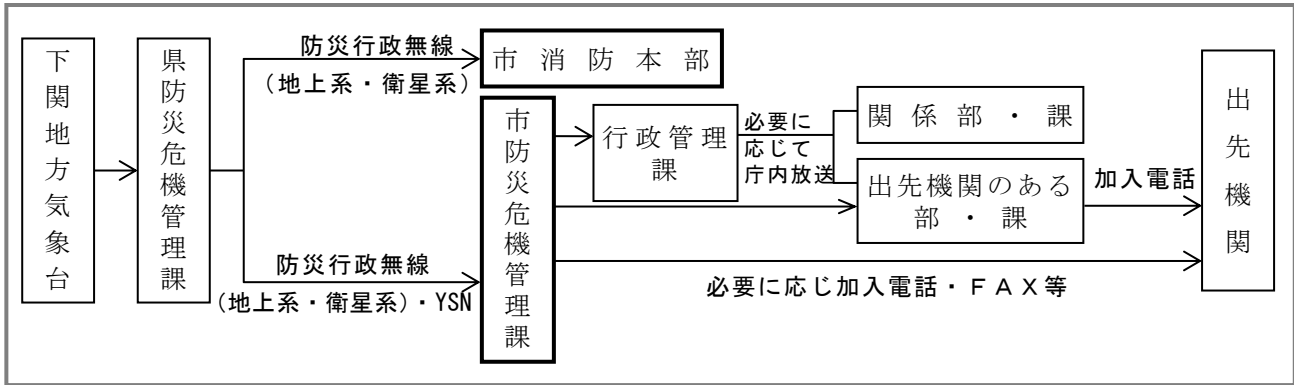 下関地方気象台
県防災危機管理課
防災行政無線
(地上系・衛星系)
市消防本部
防災行政無線
(地上系・衛星系)・YSN
市防災危機管理課
行政管理
課
必要に
応じて
庁内放送
関係部・課
出先機関のある
部・課
加入電話
必要に応じ加入電話・ＦＡＸ等
出先機関